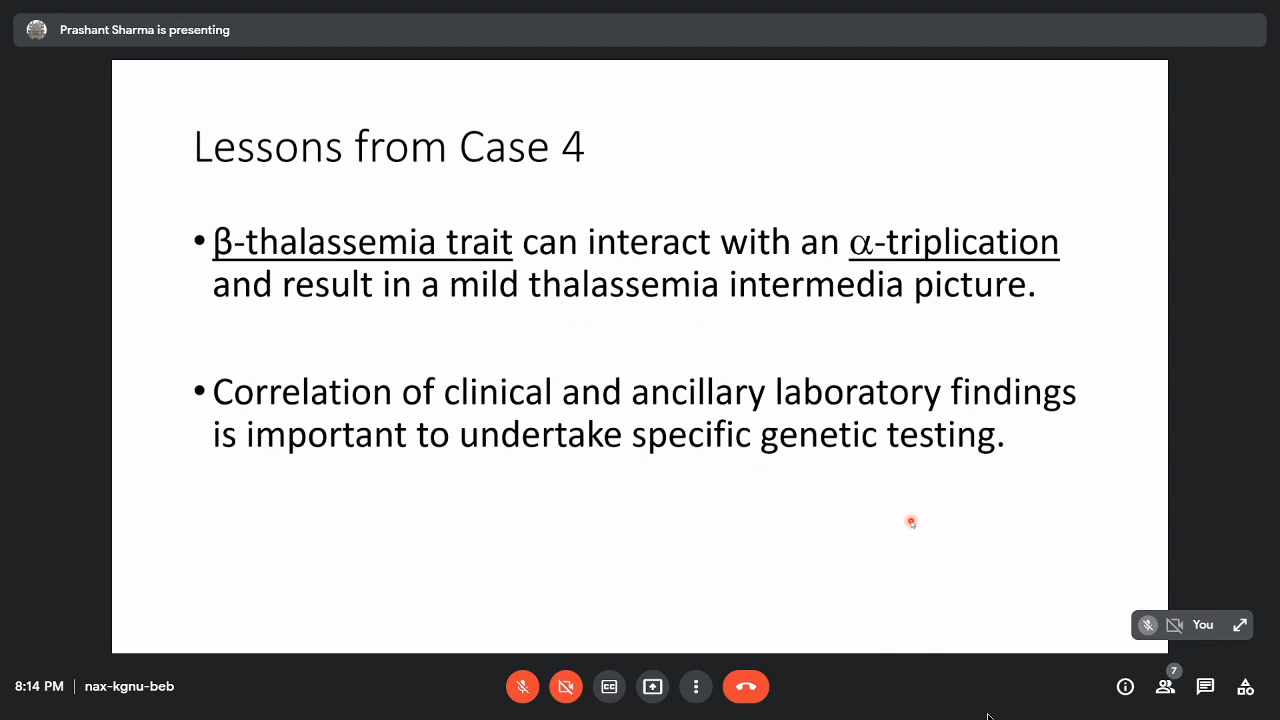 Prashant Sharma is presenting
Lessons from Case 4
• β-thalassemia trait can interact with an α-triplication
and result in a mild thalassemia intermedia picture.
• Correlation of clinical and ancillary laboratory findings
is important to undertake specific genetic testing.
You
8:14 PM | nax-kgnu-beb
CC
7